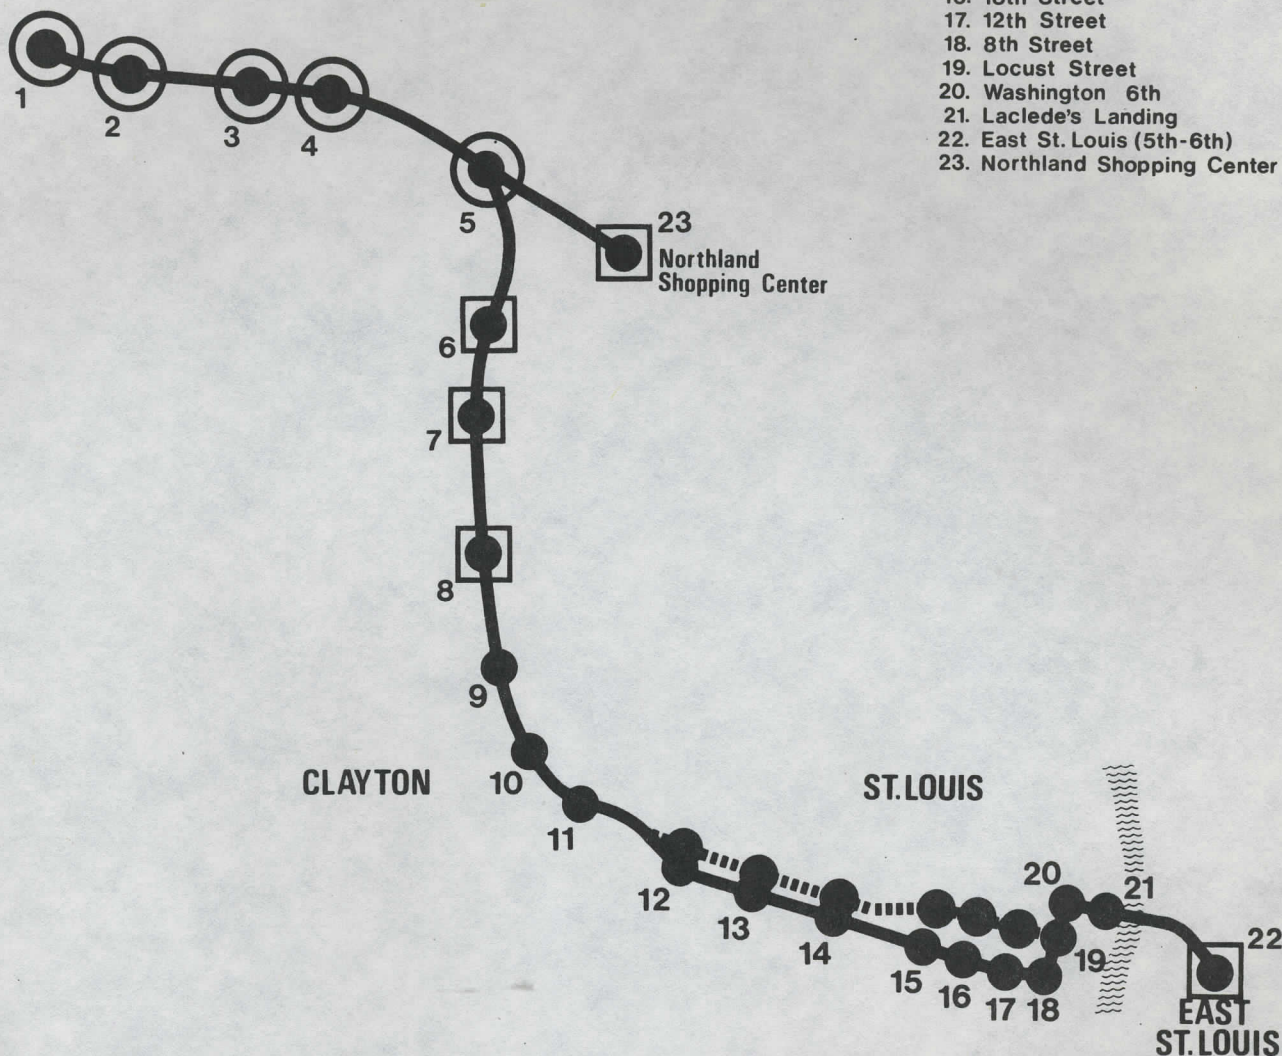 17. 12th Street
18. 8th Street
19. Locust Street
20. Washington 6th
21. Laclede's Landing
22. East St. Louis (5th-6th)
23. Northland Shopping Center
1
2
3
4
5
23
Northland
Shopping Center
6
7
8
9
10
11
CLAYTON
ST. LOUIS
12
13
14
15
16
17
18
19
20
21
22
EAST
ST. LOUIS